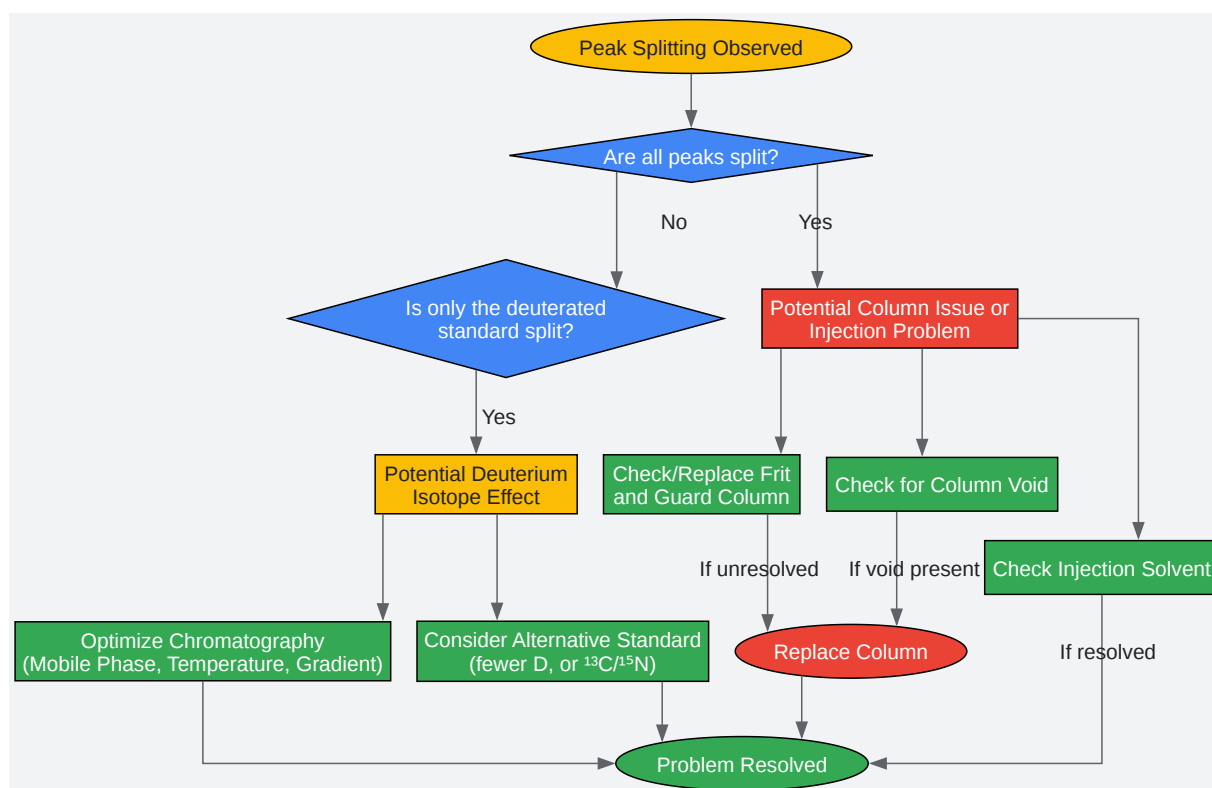 Peak Splitting Observed
Are all peaks split?
No
Yes
Is only the deuterated
standard split?
Potential Column Issue or
Injection Problem
Yes
Potential Deuterium
Isotope Effect
Check/Replace Frit
and Guard Column
Check for Column Void
If unresolved
If void present
Check Injection Solvent
Optimize Chromatography
(Mobile Phase, Temperature, Gradient)
Consider Alternative Standard
(fewer D, or ¹³C/¹⁵N)
Replace Column
If resolved
Problem Resolved